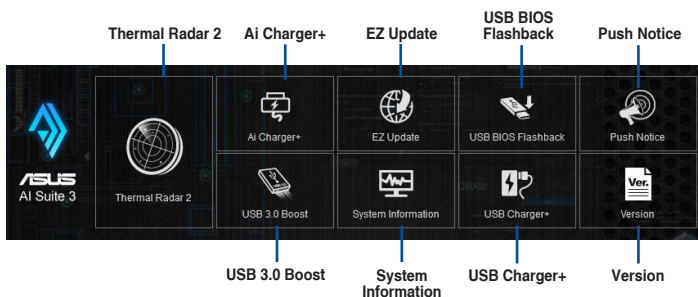 Thermal Radar 2
Ai Charger+
EZ Update
USB BIOS
Flashback
Push Notice
Ai Charger+
EZ Update
USB BIOS Flashback
Push Notice
ASUS
AI Suite 3
Thermal Radar 2
Ver.
USB 3.0 Boost
System Information
USB Charger+
Version
USB 3.0 Boost
System
Information
USB Charger+
Version